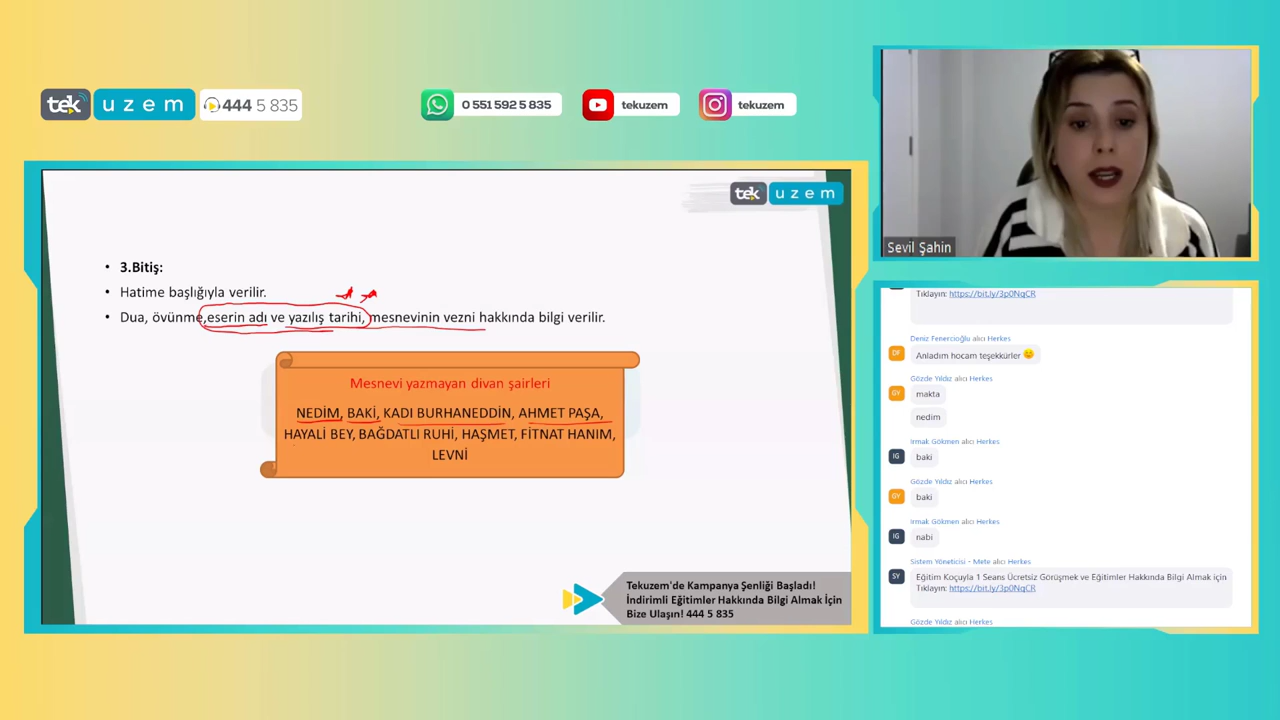 tek uzem 444 5 835
0 551 592 5 835
tekuzem
tekuzem
tek uzem
• 3.Bitiş:
• Hatime başlığıyla verilir.
• Dua, övünme,eserin adı ve yazılış tarihi, mesnevinin vezni hakkında bilgi verilir.
Mesnevi yazmayan divan şairleri
NEDİM, BAKİ, KADI BURHANEDDİN, AHMET PAŞA,
HAYALİ BEY, BAĞDATLI RUHİ, HAŞMET, FİTNAT HANIM,
LEVNİ
Tekuzem'de Kampanya Şenliği Başladı!
İndirimli Eğitimler Hakkında Bilgi Almak İçin
Bize Ulaşın! 444 5 835
Sevil Şahin
Tıklayın: https://bit.ly/3p0NqCR
Deniz Fenercioğlu alıcı Herkes
DF Anladım hocam teşekkürler
Gözde Yıldız alıcı Herkes
GY makta
nedim
Irmak Gökmen alıcı Herkes
IG baki
Gözde Yıldız alıcı Herkes
GY baki
Irmak Gökmen alıcı Herkes
IG nabi
Sistem Yöneticisi - Mete alıcı Herkes
SY Eğitim Koçuyla 1 Seans Ücretsiz Görüşmek ve Eğitimler Hakkında Bilgi Almak için
Tıklayın: https://bit.ly/3p0NqCR
Gözde Yıldız alıcı Herkes